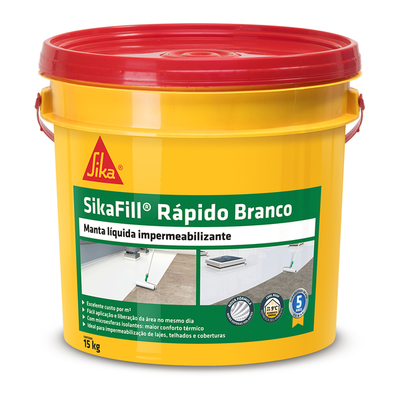 Sika®
SikaFill® Rápido Branco
Manta líquida impermeabilizante
• Excelente custo por m²
• Fácil aplicação e liberação da área no mesmo dia
• Com microesferas isolantes: maior conforto térmico
• Ideal para impermeabilização de lajes, telhados e coberturas
15 kg
5